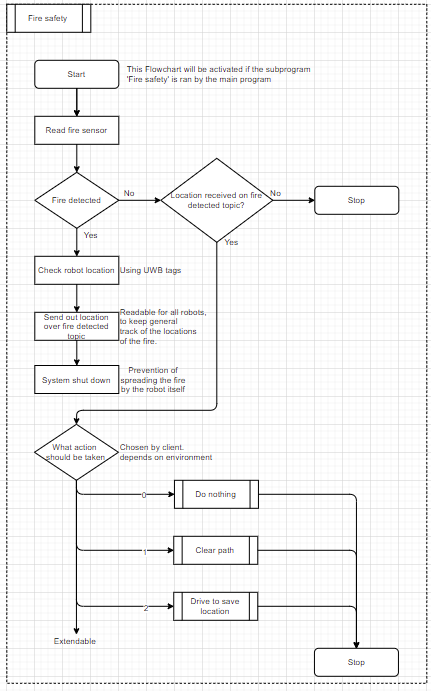 Fire safety
Start
This Flowchart will be activated if the subprogram
'Fire safety' is ran by the main program
Read fire sensor
Fire detected
No
Location received on fire
detected topic?
No
Stop
Yes
Yes
Check robot location
Using UWB tags
Send out location
over fire detected
topic
Readable for all robots,
to keep general
track of the locations
of the fire.
System shut down
Prevention of
spreading the fire
by the robot itself
What action
should be taken
Chosen by client.
depends on environment
0
Do nothing
1
Clear path
2
Drive to save
location
Extendable
Stop